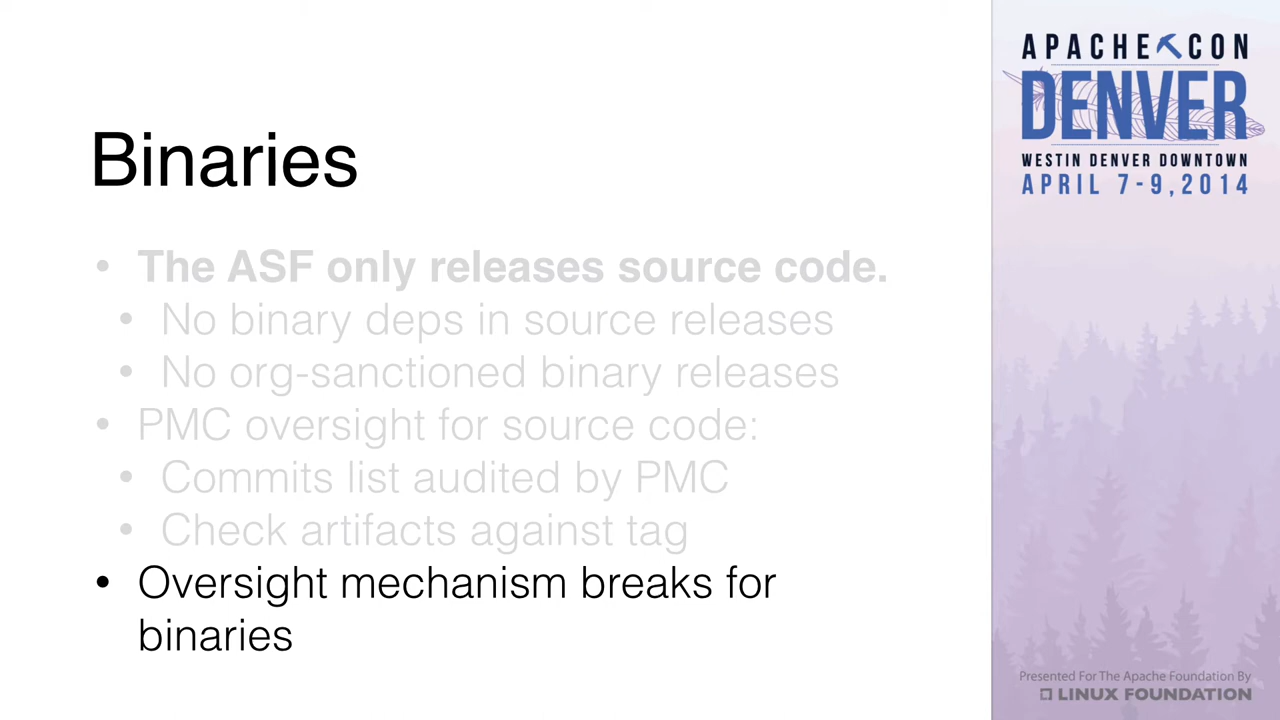 Binaries
• The ASF only releases source code.
• No binary deps in source releases
• No org-sanctioned binary releases
• PMC oversight for source code:
• Commits list audited by PMC
• Check artifacts against tag
• Oversight mechanism breaks for
binaries
APACHE CON
DENVER
WESTIN DENVER DOWNTOWN
APRIL 7-9,2014
Presented For The Apache Foundation By
LINUX FOUNDATION